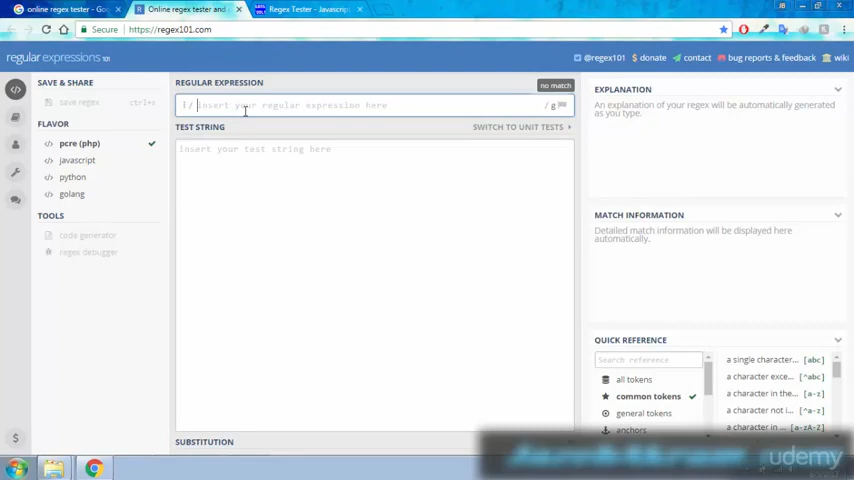 online regex tester - Go
Online regex tester and
Regex Tester - Javascrip
JB
Secure
https://regex101.com
regular expressions 101
@regex101
donate
contact
bug reports & feedback
wiki
SAVE & SHARE
save regex ctrl+s
FLAVOR
pcre (php)
javascript
python
golang
TOOLS
code generator
regex debugger
REGULAR EXPRESSION
no match
/ insert your regular expression here / g
TEST STRING
SWITCH TO UNIT TESTS
insert your test string here
SUBSTITUTION
EXPLANATION
An explanation of your regex will be automatically generated
as you type.
MATCH INFORMATION
Detailed match information will be displayed here
automatically.
QUICK REFERENCE
Search reference
all tokens
common tokens
general tokens
anchors
a single character... [abc]
a character exce... [^abc]
a character in the... [a-z]
a character not i... [^a-z]
a character in ... [a-zA-Z]
$
udemy